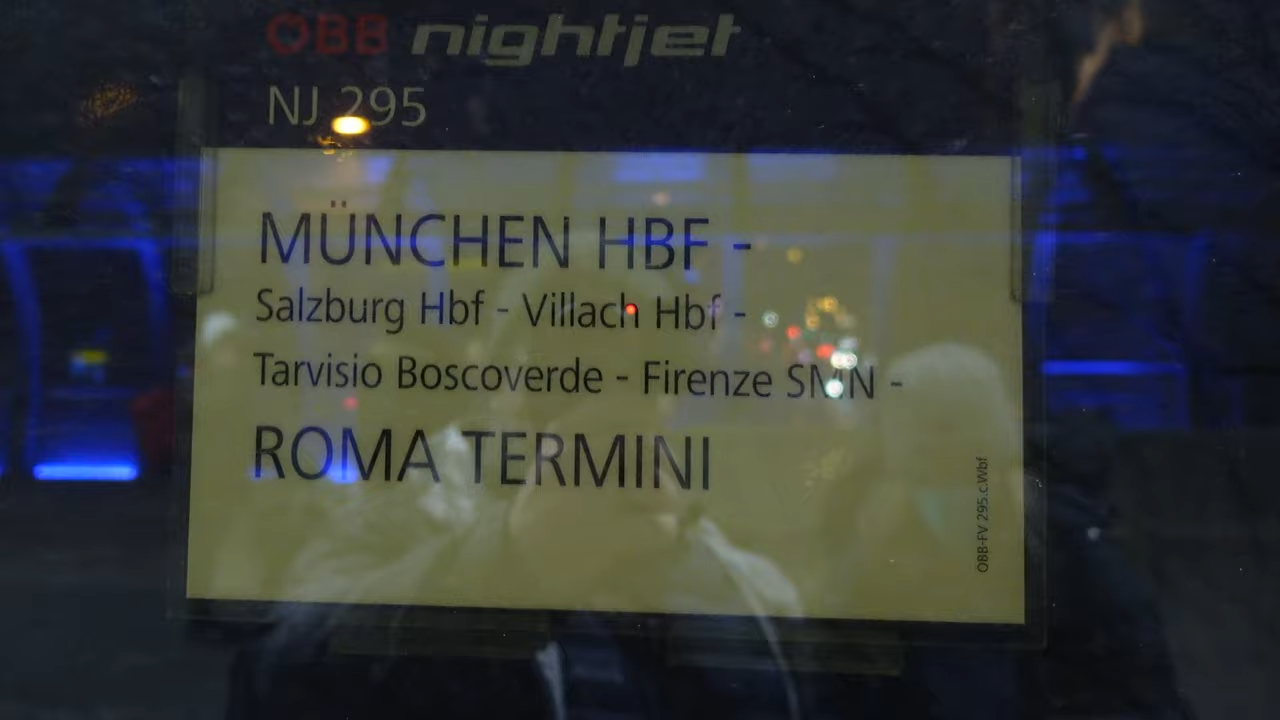 ÖBB nightjet
NJ 295
MÜNCHEN HBF -
Salzburg Hbf - Villach Hbf -
Tarvisio Boscoverde - Firenze SMN -
ROMA TERMINI
ÖBB-FV 295.c.Wbf